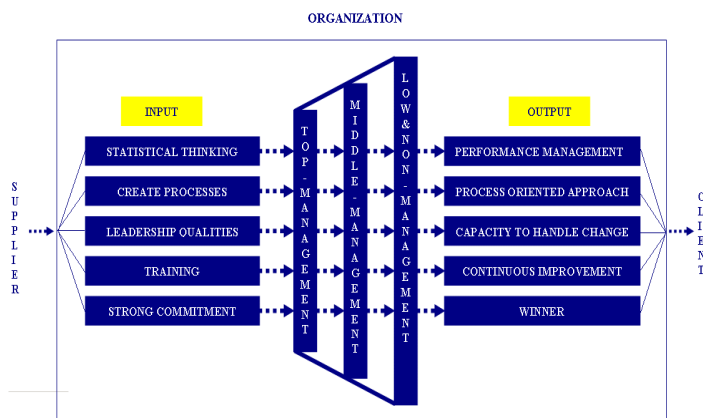 ORGANIZATION
INPUT
OUTPUT
SUPPLIER
STATISTICAL THINKING
CREATE PROCESSES
LEADERSHIP QUALITIES
TRAINING
STRONG COMMITMENT
TOP-MANAGEMENT
MIDDLE-MANAGEMENT
LOW&NON-MANAGEMENT
PERFORMANCE MANAGEMENT
PROCESS ORIENTED APPROACH
CAPACITY TO HANDLE CHANGE
CONTINUOUS IMPROVEMENT
WINNER
CLIENT